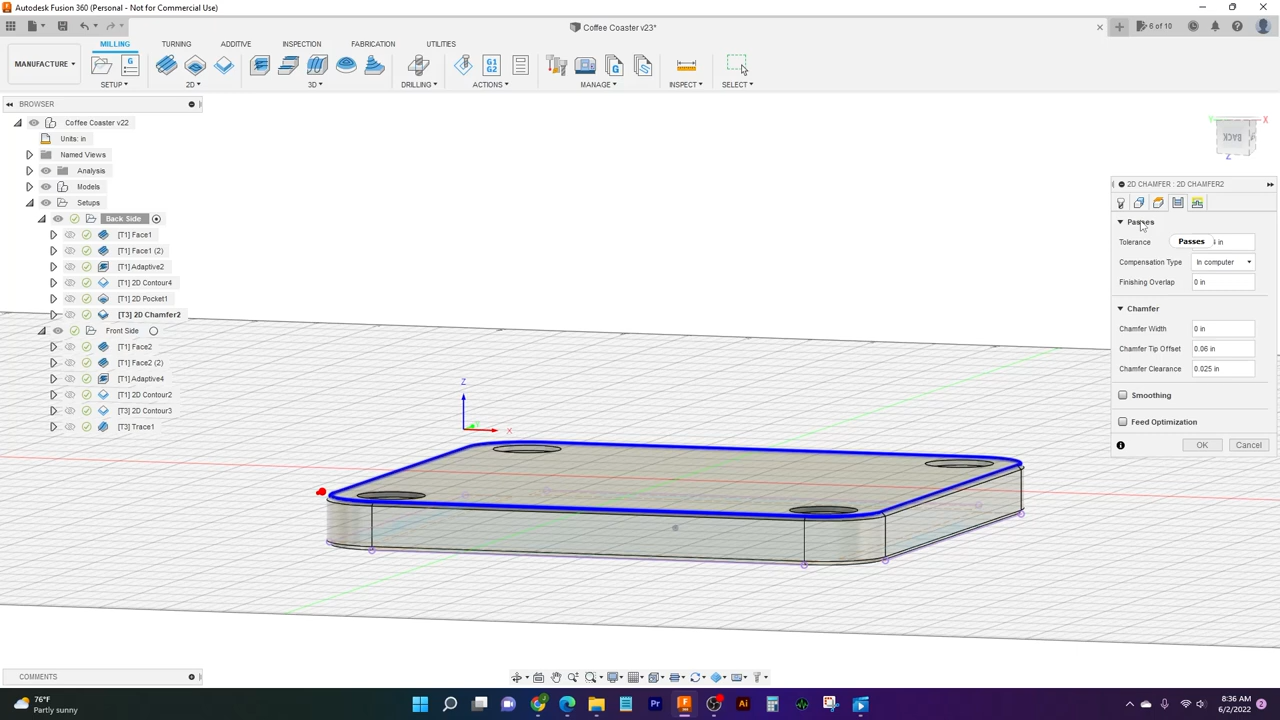 Autodesk Fusion 360 (Personal - Not for Commercial Use)
Coffee Coaster v23*
6 of 10
MILLING TURNING ADDITIVE INSPECTION FABRICATION UTILITIES
MANUFACTURE
G1
G2
SETUP 2D 3D DRILLING ACTIONS MANAGE INSPECT SELECT
BROWSER
Coffee Coaster v22
Units: in
Named Views
Analysis
Models
Setups
Back Side
[T1] Face1
[T1] Face1 (2)
[T1] Adaptive2
[T1] 2D Contour4
[T1] 2D Pocket1
[T3] 2D Chamfer2
Front Side
[T1] Face2
[T1] Face2 (2)
[T1] Adaptive4
[T1] 2D Contour2
[T3] 2D Contour3
[T3] Trace1
Z
X
Y
X
BACK
Z
2D CHAMFER : 2D CHAMFER2
Passes
Tolerance in
Passes
Compensation Type In computer
Finishing Overlap 0 in
Chamfer
Chamfer Width 0 in
Chamfer Tip Offset 0.06 in
Chamfer Clearance 0.025 in
Smoothing
Feed Optimization
OK Cancel
COMMENTS
76°F
Partly sunny
8:36 AM
6/2/2022